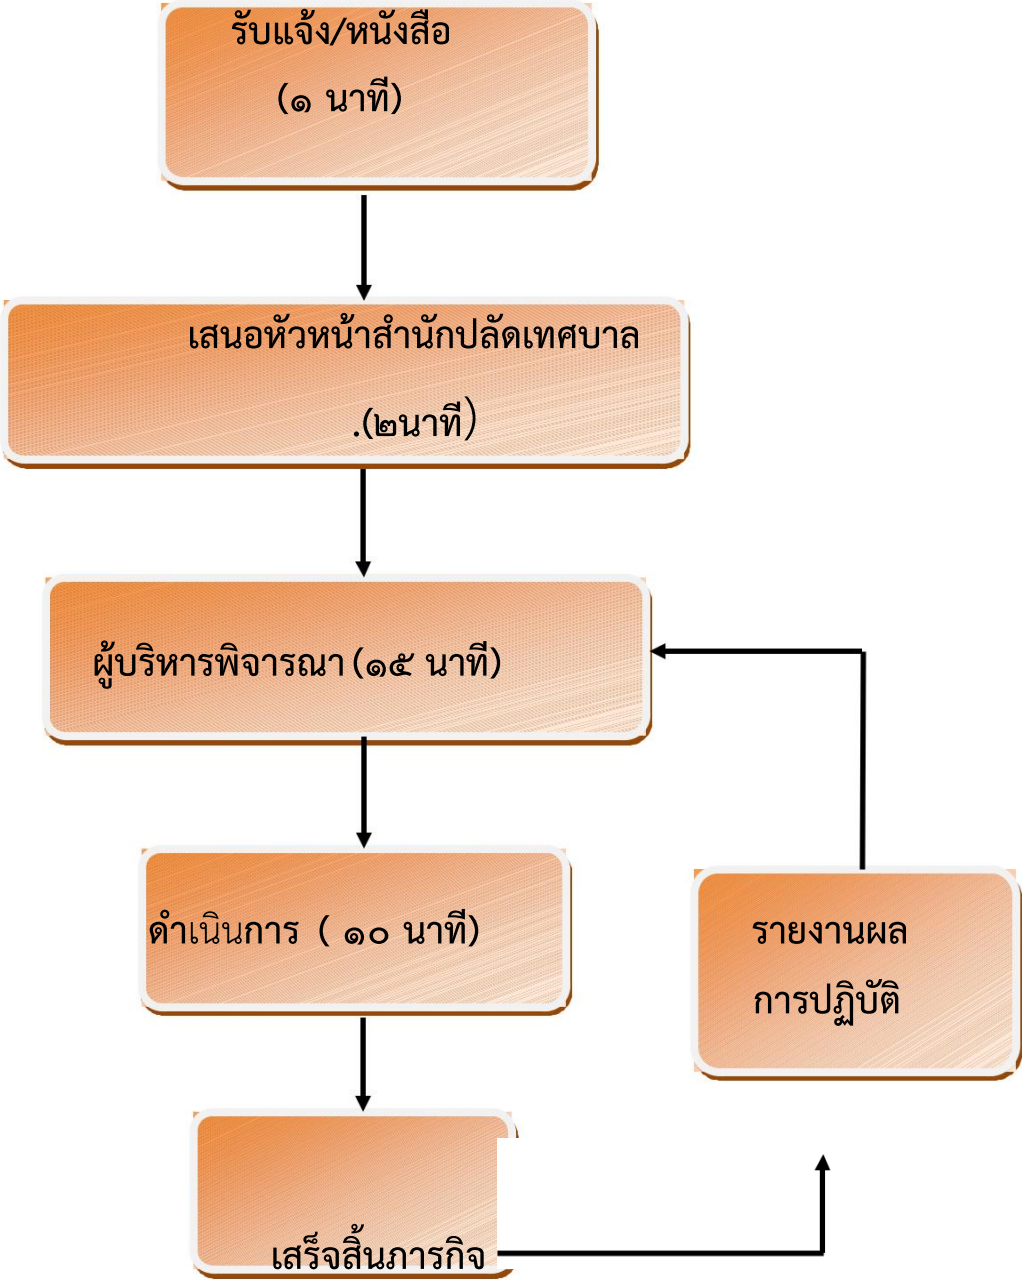 รับแจ้ง/หนังสือ
(๑ นาที)
เสนอหัวหน้าสำนักปลัดเทศบาล
.(๒นาที)
ผู้บริหารพิจารณา (๑๕ นาที)
ดำเนินการ ( ๑๐ นาที)
รายงานผล
การปฏิบัติ
เสร็จสิ้นภารกิจ